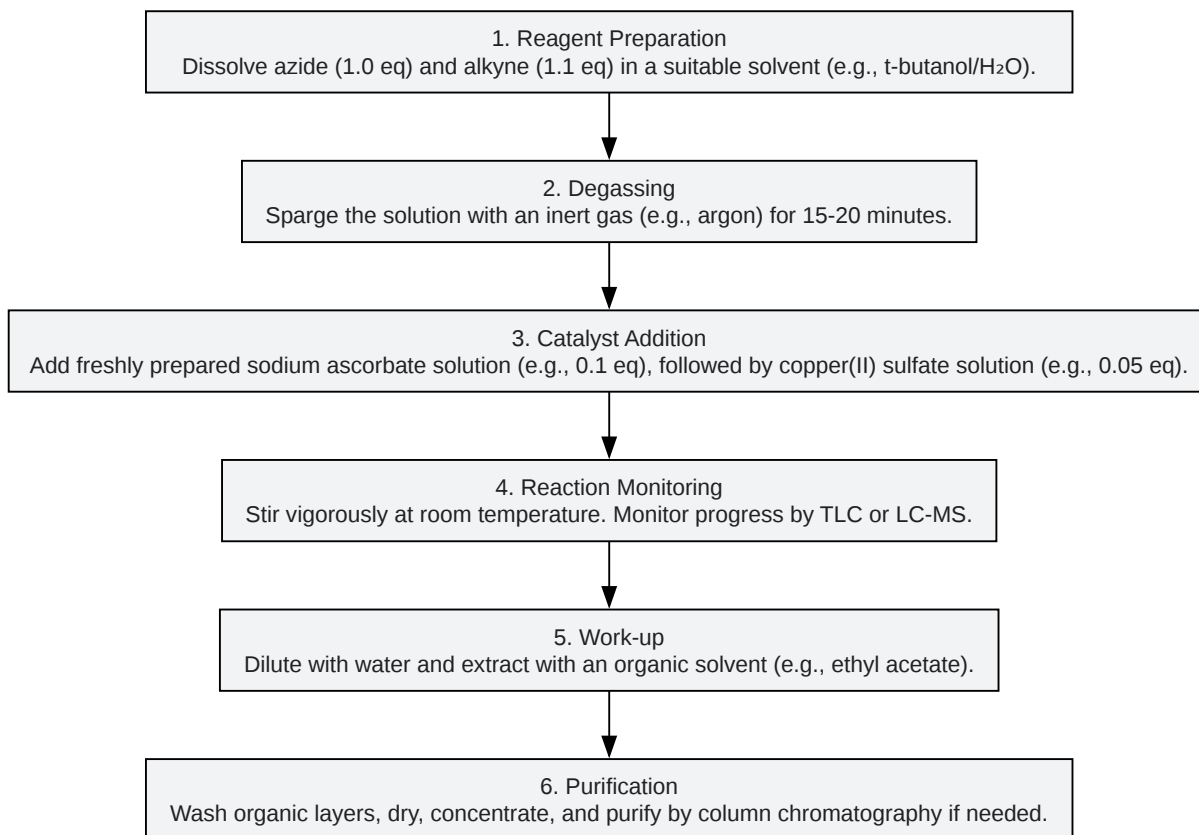 1. Reagent Preparation
Dissolve azide (1.0 eq) and alkyne (1.1 eq) in a suitable solvent (e.g., t-butanol/H₂O).
2. Degassing
Sparge the solution with an inert gas (e.g., argon) for 15-20 minutes.
3. Catalyst Addition
Add freshly prepared sodium ascorbate solution (e.g., 0.1 eq), followed by copper(II) sulfate solution (e.g., 0.05 eq).
4. Reaction Monitoring
Stir vigorously at room temperature. Monitor progress by TLC or LC-MS.
5. Work-up
Dilute with water and extract with an organic solvent (e.g., ethyl acetate).
6. Purification
Wash organic layers, dry, concentrate, and purify by column chromatography if needed.